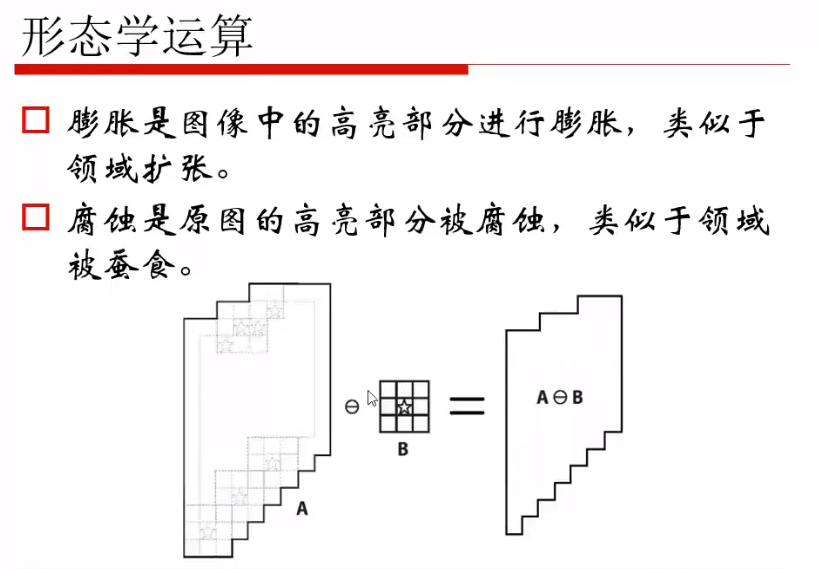 形态学运算
膨胀是图像中的高亮部分进行膨胀，类似于
领域扩张。
腐蚀是原图的高亮部分被腐蚀，类似于领域
被蚕食。
A
⊖
B
=
A⊖B